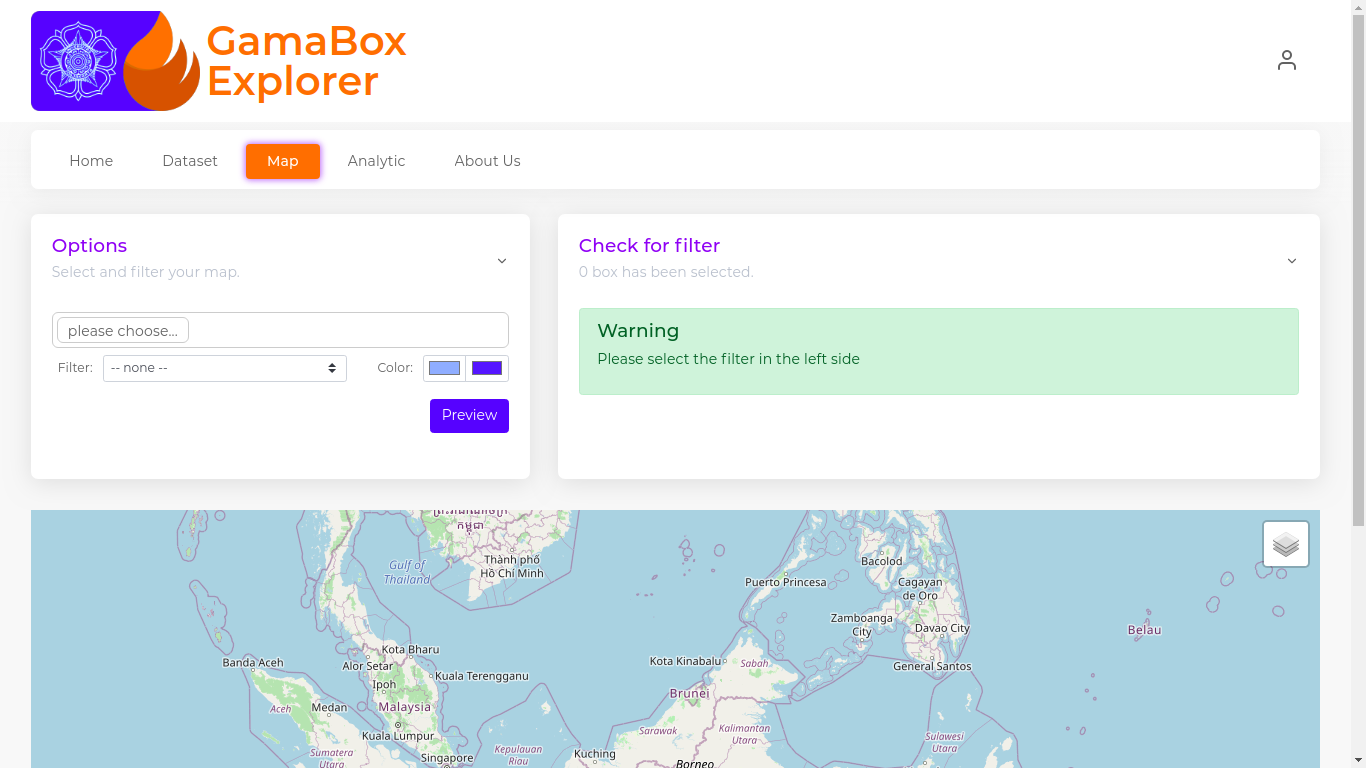 GamaBox
Explorer
Home
Dataset
Map
Analytic
About Us
Options
Select and filter your map.
please choose...
Filter:
-- none --
Color:
Preview
Check for filter
0 box has been selected.
Warning
Please select the filter in the left side
កម្ពុជា
Thành phố
Hồ Chí Minh
Gulf of
Thailand
Bacolod
Puerto Princesa
Cagayan
de Oro
Zamboanga
City
Davao City
Belau
General Santos
Kota Bharu
Banda Aceh
Alor Setar
Kota Kinabalu
Sabah
Kuala Terengganu
Ipoh
Brunei
Aceh
Medan
Malaysia
Kuala Lumpur
Sarawak
Kalimantan
Utara
Sulawesi
Utara
Sumatera
Utara
Kepulauan
Riau
Kuching
Singapore
Borneo